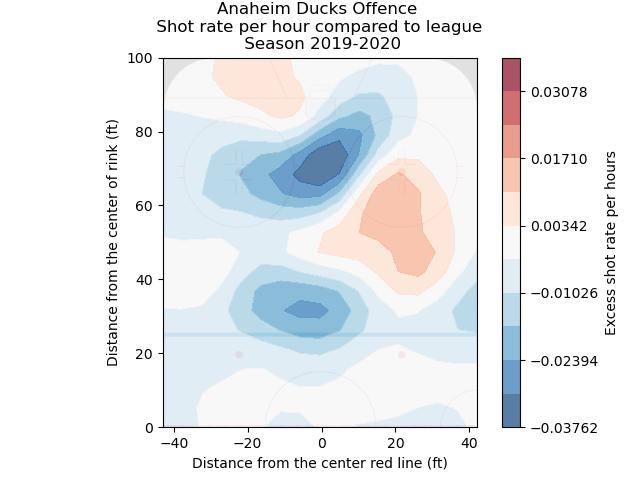 Anaheim Ducks Offence
Shot rate per hour compared to league
Season 2019-2020
Distance from the center of rink (ft)
100
80
60
40
20
0
−40
−20
0
20
40
Distance from the center red line (ft)
0.03078
0.01710
0.00342
−0.01026
−0.02394
−0.03762
Excess shot rate per hours